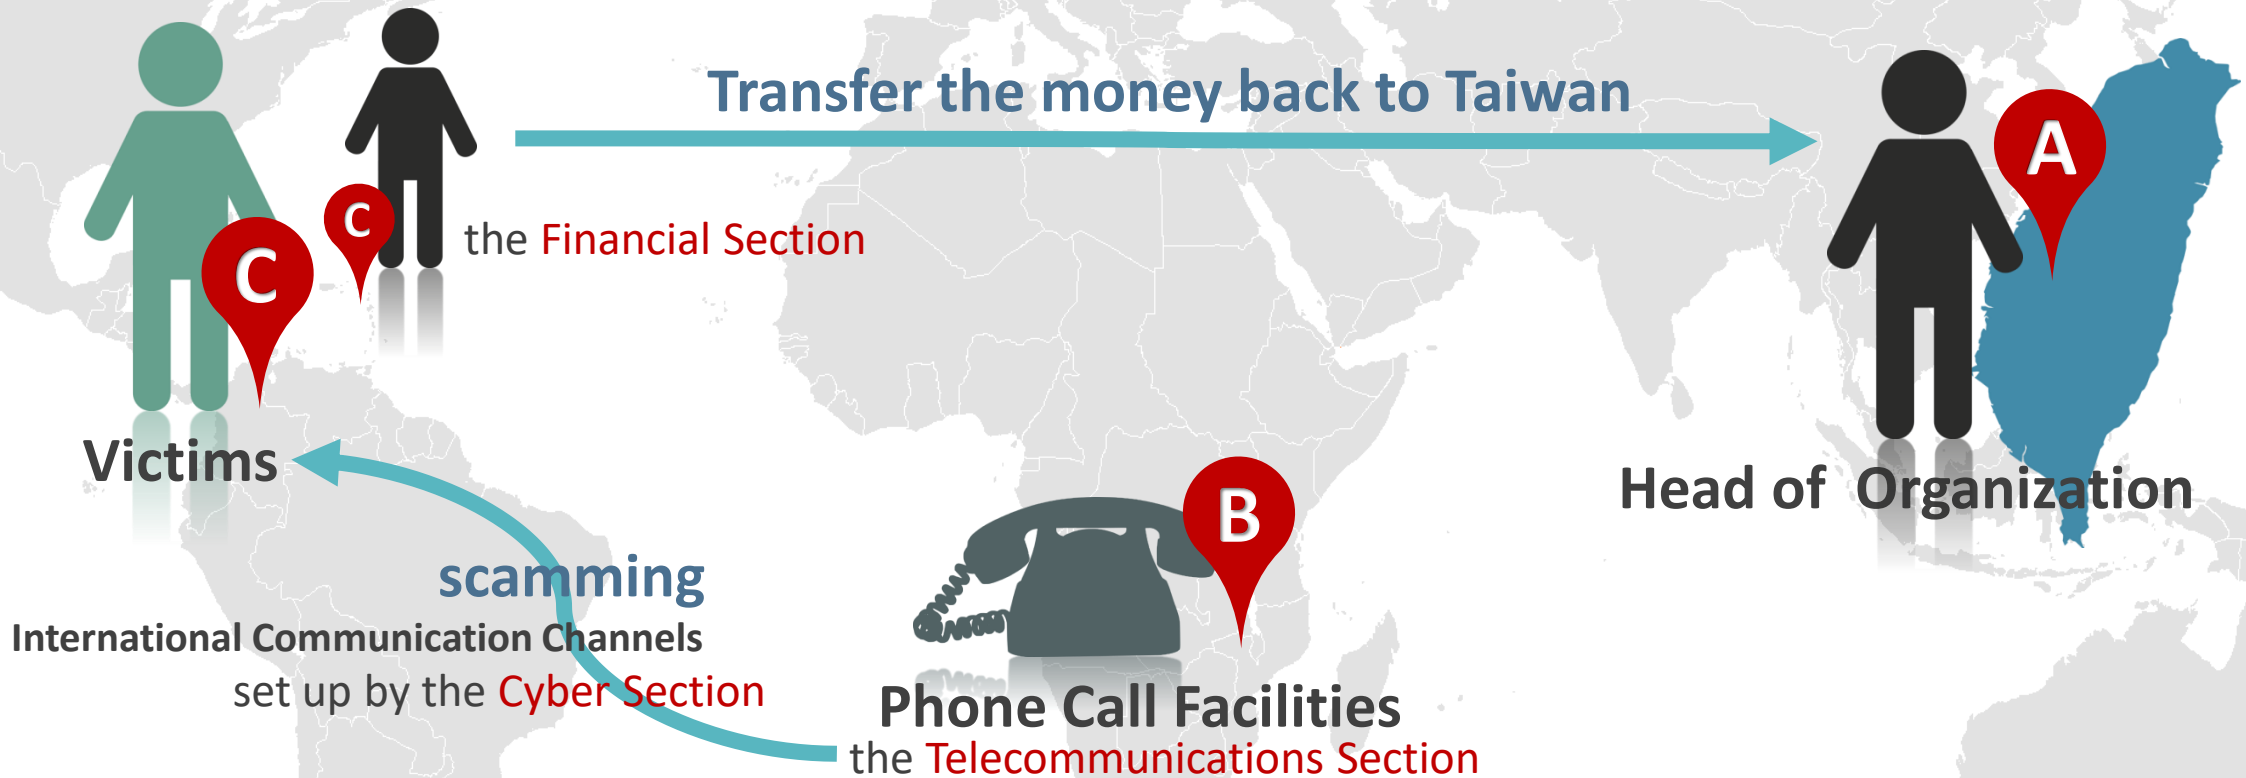 Transfer the money back to Taiwan
A
C
C
the Financial Section
Victims
B
Head of Organization
scamming
International Communication Channels
set up by the Cyber Section
Phone Call Facilities
the Telecommunications Section